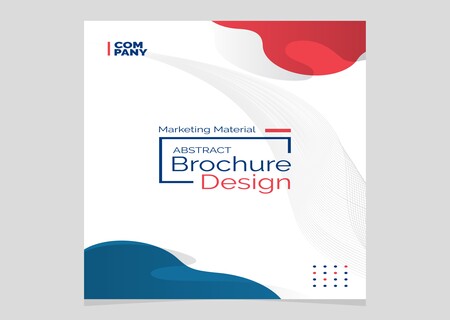 COM
PANY
Marketing Material
ABSTRACT
Brochure
Design